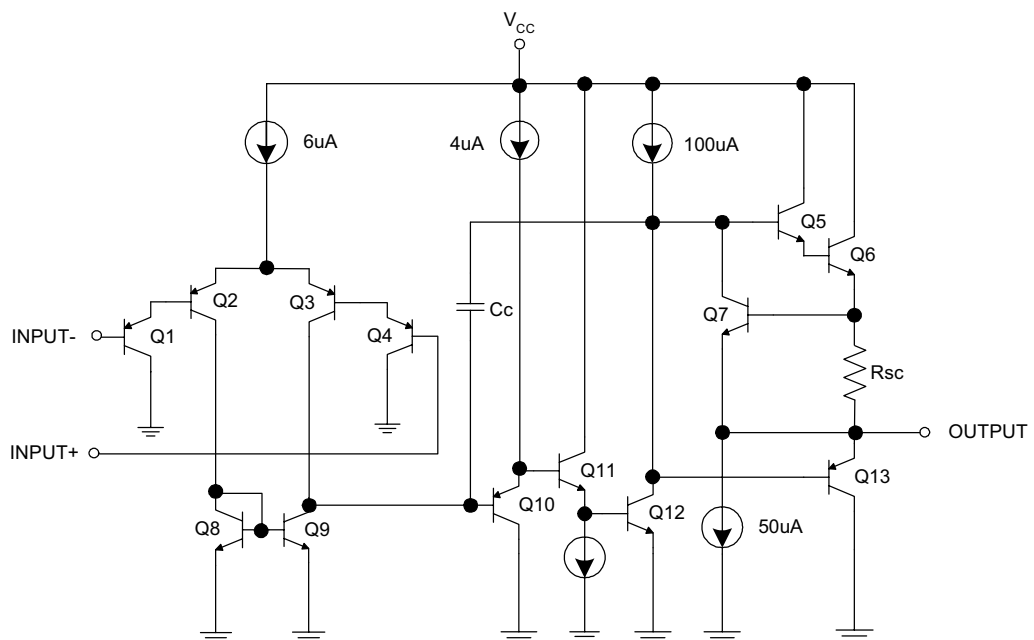 VCC
6uA
4uA
100uA
Q5
Q6
Q2
Q3
Q1
Q4
Cc
Q7
INPUT-
Rsc
OUTPUT
INPUT+
Q11
Q13
Q10
Q12
Q8
Q9
50uA